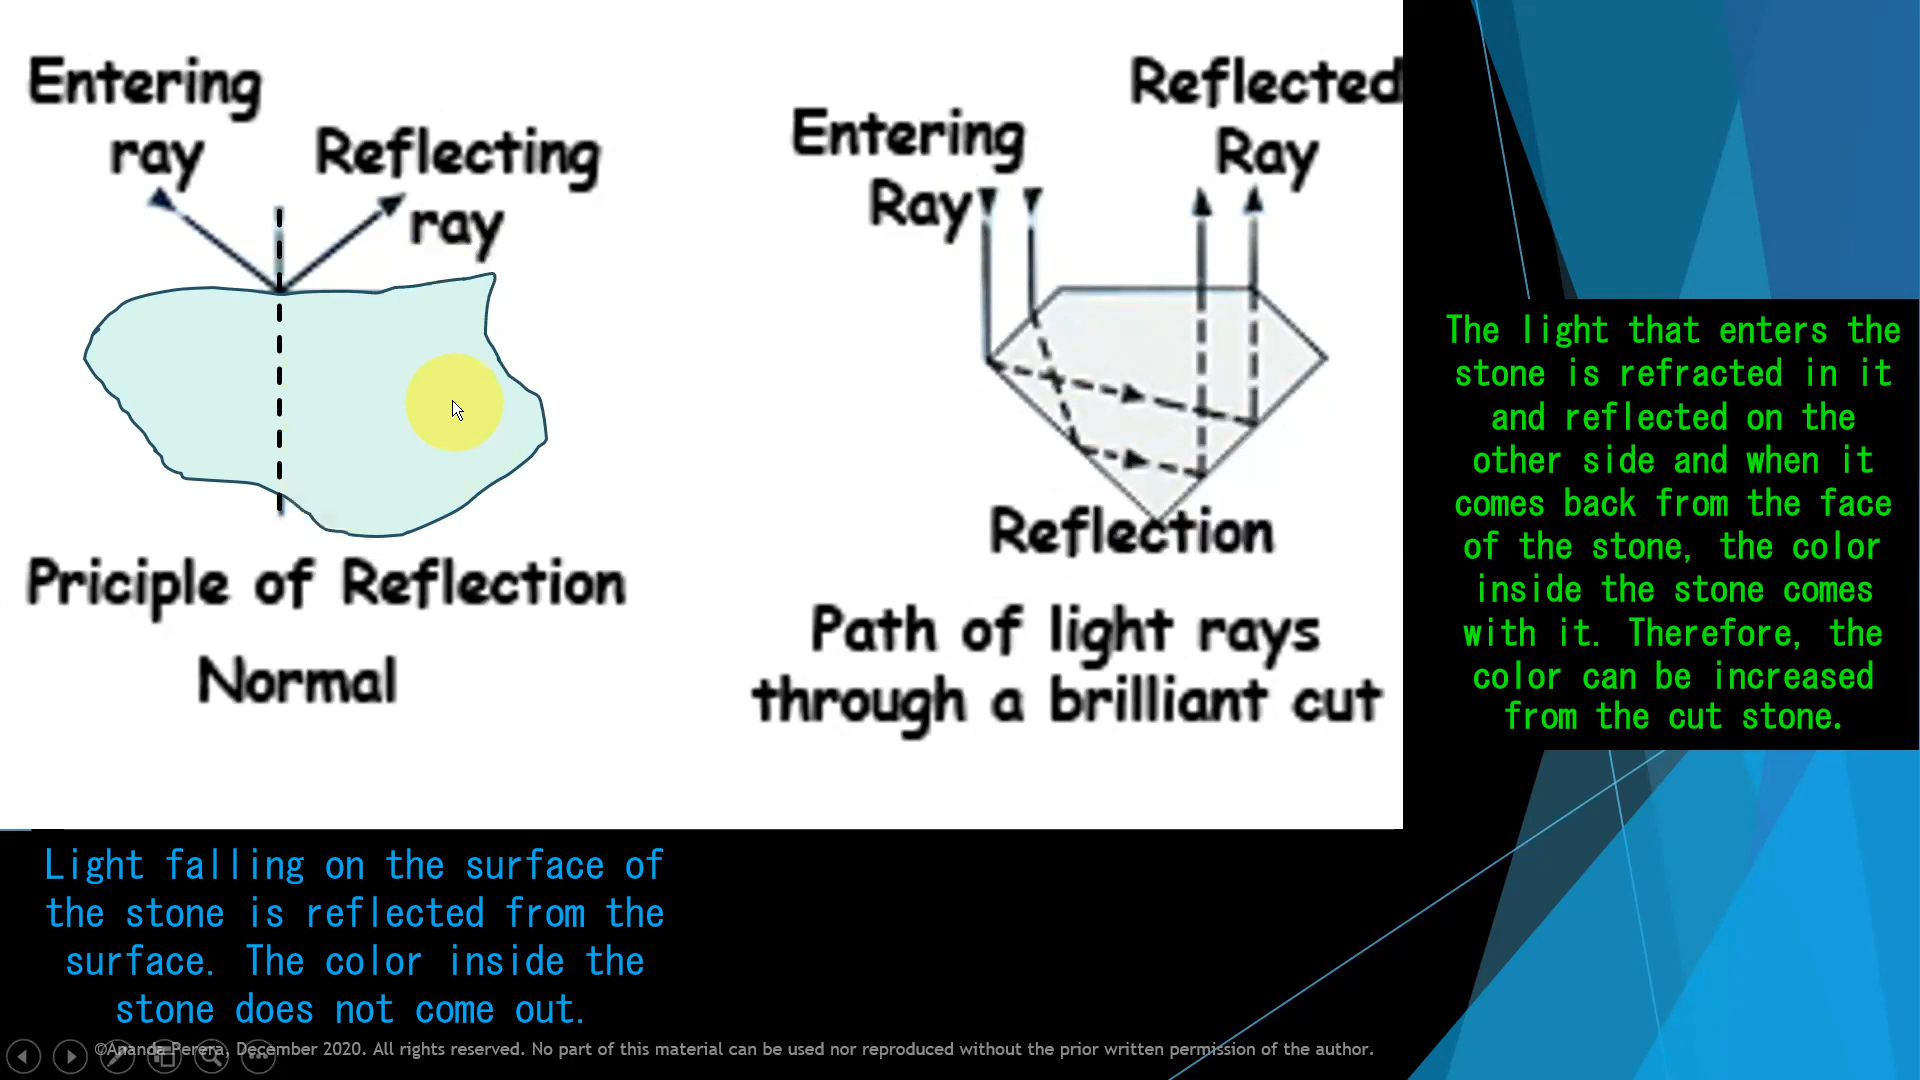 Entering
ray
Reflecting
ray
Priciple of Reflection
Normal
Entering
Ray
Reflected
Ray
Reflection
Path of light rays
through a brilliant cut
The light that enters the
stone is refracted in it
and reflected on the
other side and when it
comes back from the face
of the stone, the color
inside the stone comes
with it. Therefore, the
color can be increased
from the cut stone.
Light falling on the surface of
the stone is reflected from the
surface. The color inside the
stone does not come out.
©Ananda Perera, December 2020. All rights reserved. No part of this material can be used nor reproduced without the prior written permission of the author.